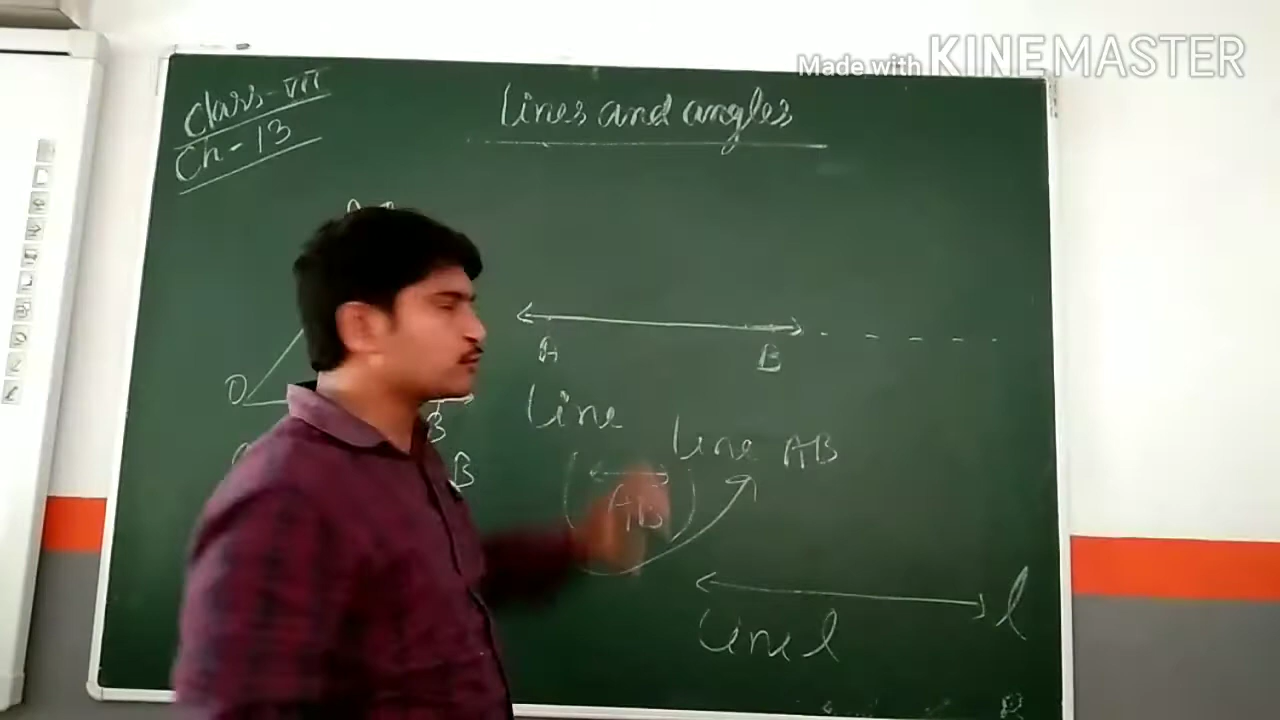 Made with KINEMASTER
Class-VII
Ch-13
Lines and angles
A B
O
B
B
Line
Line AB
AB
l
Line l